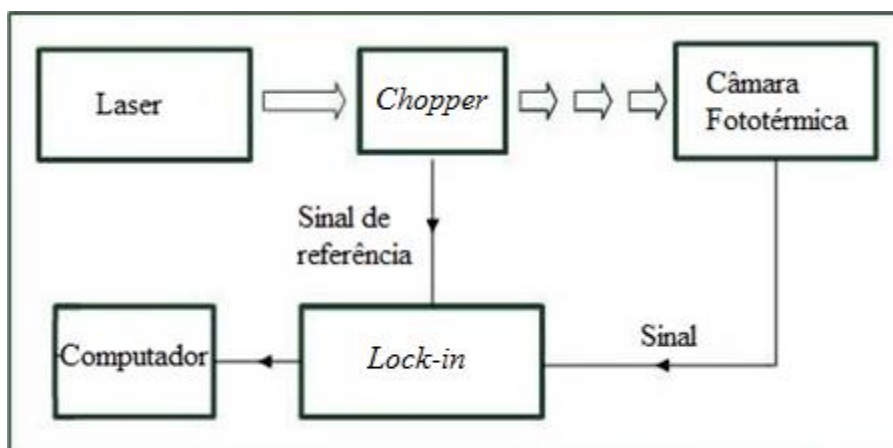 Laser
Chopper
Câmara
Fototérmica
Sinal de
referência
Computador
Lock-in
Sinal